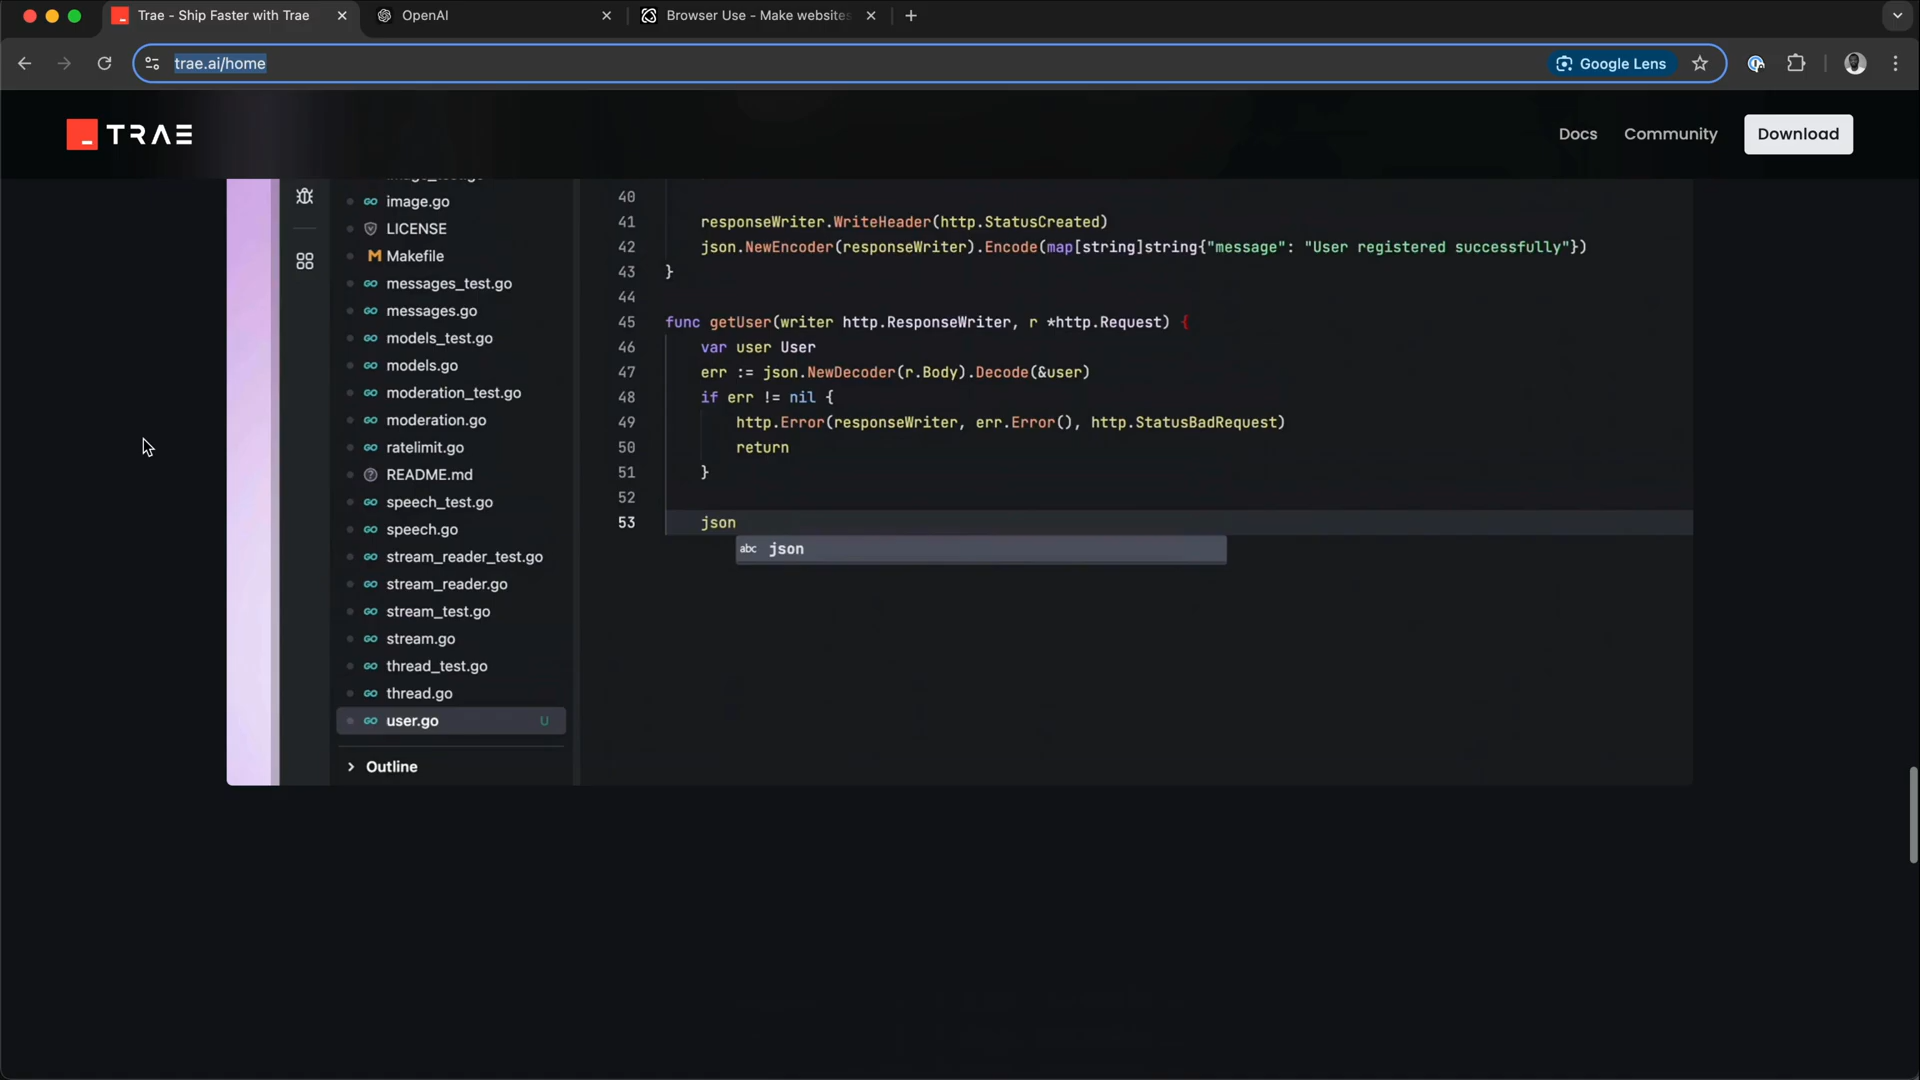 Trae - Ship Faster with Trae
OpenAI
Browser Use - Make websites
trae.ai/home
Google Lens
TRAE
Docs
Community
Download
image.go
LICENSE
Makefile
messages_test.go
messages.go
models_test.go
models.go
moderation_test.go
moderation.go
ratelimit.go
README.md
speech_test.go
speech.go
stream_reader_test.go
stream_reader.go
stream_test.go
stream.go
thread_test.go
thread.go
user.go U
Outline
40
41 responseWriter.WriteHeader(http.StatusCreated)
42 json.NewEncoder(responseWriter).Encode(map[string]string{"message": "User registered successfully"})
43 }
44
45 func getUser(writer http.ResponseWriter, r *http.Request) {
46 var user User
47 err := json.NewDecoder(r.Body).Decode(&user)
48 if err != nil {
49 http.Error(responseWriter, err.Error(), http.StatusBadRequest)
50 return
51 }
52
53 json
abc json